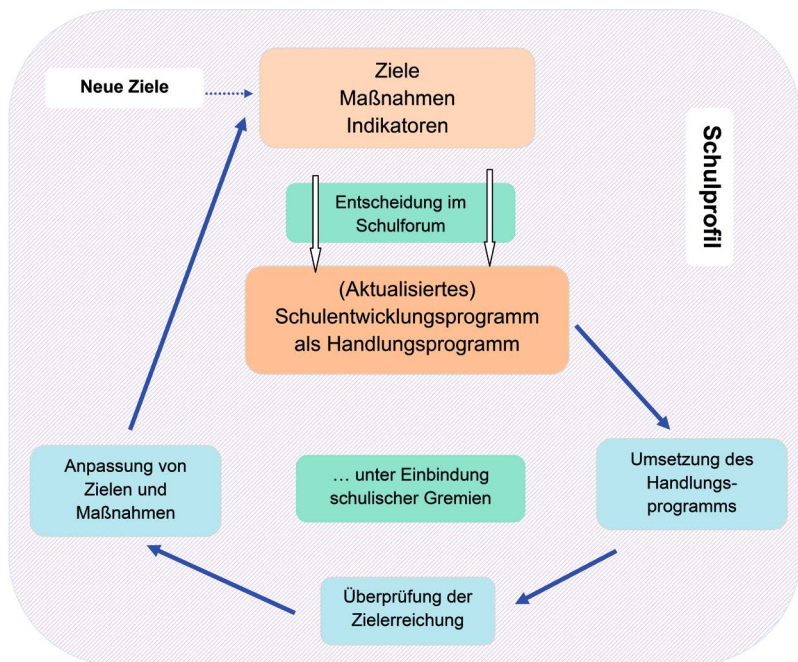 Neue Ziele
Ziele
Maßnahmen
Indikatoren
Schulprofil
Entscheidung im
Schulforum
(Aktualisiertes)
Schulentwicklungsprogramm
als Handlungsprogramm
Anpassung von
Zielen und
Maßnahmen
… unter Einbindung
schulischer Gremien
Umsetzung des
Handlungs-
programms
Überprüfung der
Zielerreichung